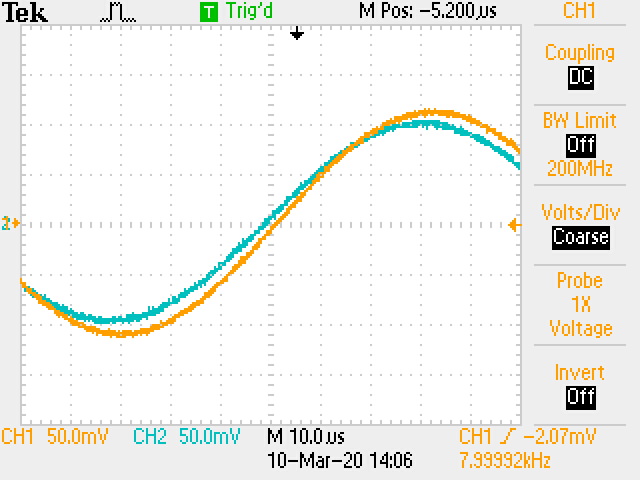 Tek T Trig'd M Pos: -5.200µs CH1
Coupling
DC
BW Limit
Off
200MHz
Volts/Div
Coarse
Probe
1X
Voltage
Invert
Off
2
CH1 50.0mV CH2 50.0mV M 10.0µs CH1 -2.07mV
10-Mar-20 14:06 7.99992kHz